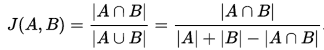 J(A, B) = |A ∩ B| / |A ∪ B| = |A ∩ B| / (|A| + |B| − |A ∩ B|).